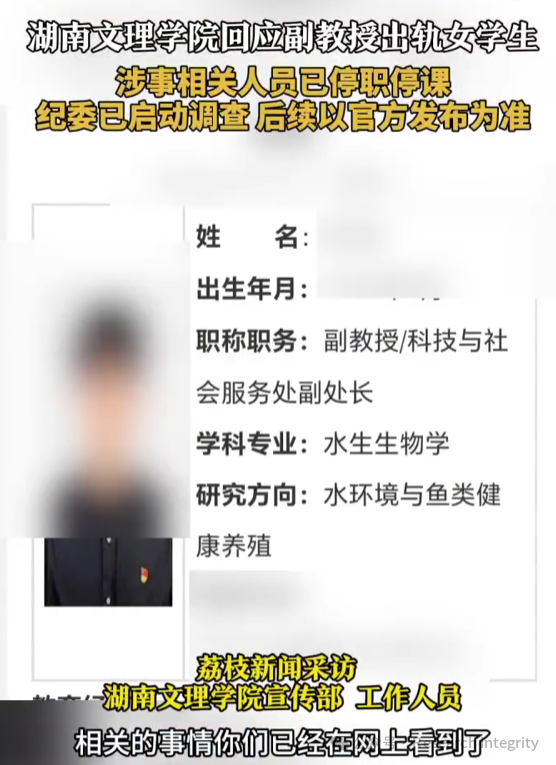 湖南文理学院回应副教授出轨女学生
涉事相关人员已停职停课
纪委已启动调查 后续以官方发布为准
姓 名：
出生年月：
职称职务：副教授/科技与社
会服务处副处长
学科专业：水生生物学
研究方向：水环境与鱼类健
康养殖
荔枝新闻采访
湖南文理学院宣传部 工作人员
相关的事情你们已经在网上看到了
integrity